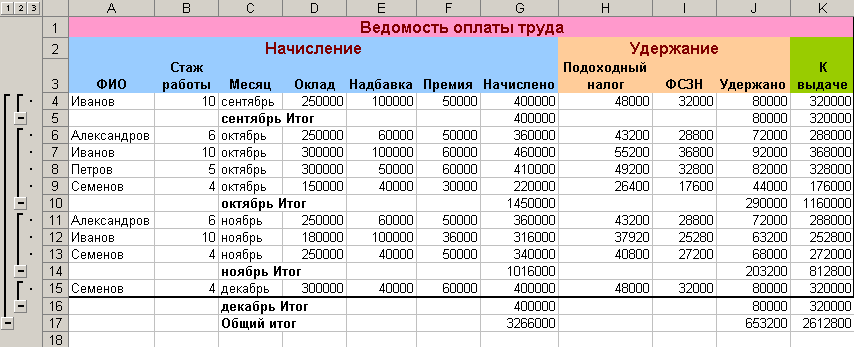 1 2 3 A B C D E F G H I J K
1 Ведомость оплаты труда
2 Начисление Удержание
3 ФИО Стаж работы Месяц Оклад Надбавка Премия Начислено Подоходный налог ФСЗН Удержано К выдаче
4 Иванов 10 сентябрь 250000 100000 50000 400000 48000 32000 80000 320000
5 сентябрь Итог 400000 80000 320000
6 Александров 6 октябрь 250000 60000 50000 360000 43200 28800 72000 288000
7 Иванов 10 октябрь 300000 100000 60000 460000 55200 36800 92000 368000
8 Петров 5 октябрь 300000 50000 60000 410000 49200 32800 82000 328000
9 Семенов 4 октябрь 150000 40000 30000 220000 26400 17600 44000 176000
10 октябрь Итог 1450000 290000 1160000
11 Александров 6 ноябрь 250000 60000 50000 360000 43200 28800 72000 288000
12 Иванов 10 ноябрь 180000 100000 36000 316000 37920 25280 63200 252800
13 Семенов 4 ноябрь 250000 40000 50000 340000 40800 27200 68000 272000
14 ноябрь Итог 1016000 203200 812800
15 Семенов 4 декабрь 300000 40000 60000 400000 48000 32000 80000 320000
16 декабрь Итог 400000 80000 320000
17 Общий итог 3266000 653200 2612800
18